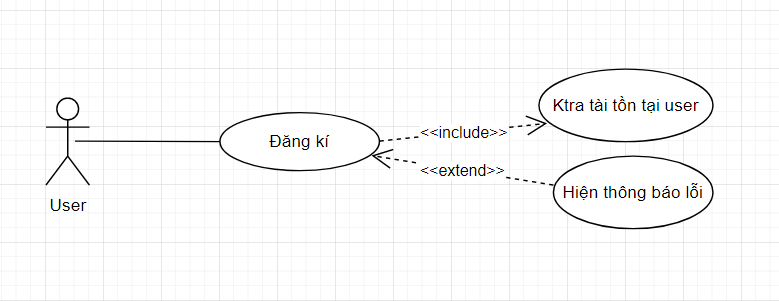 Ktra tài tồn tại user
<<include>>
Đăng kí
<<extend>>
Hiện thông báo lỗi
User